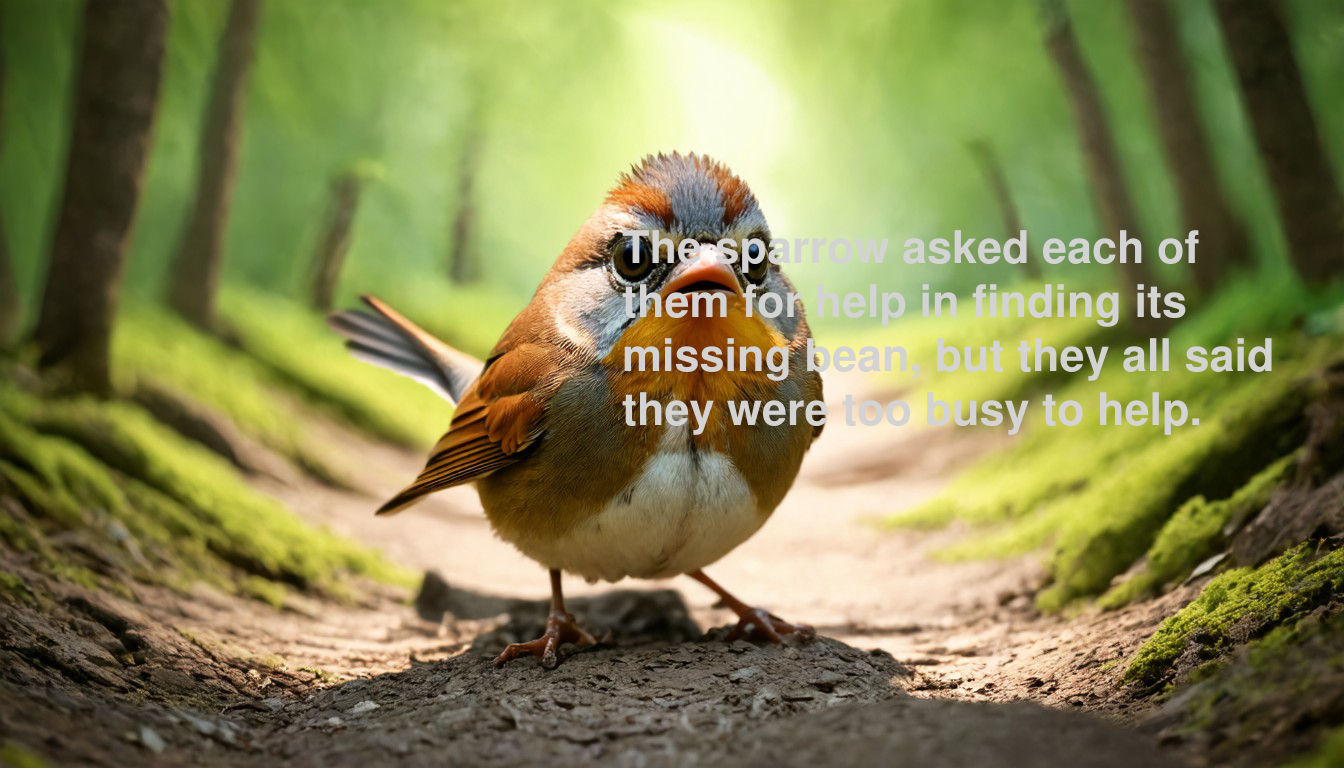 The sparrow asked each of
them for help in finding its
missing bean, but they all said
they were too busy to help.